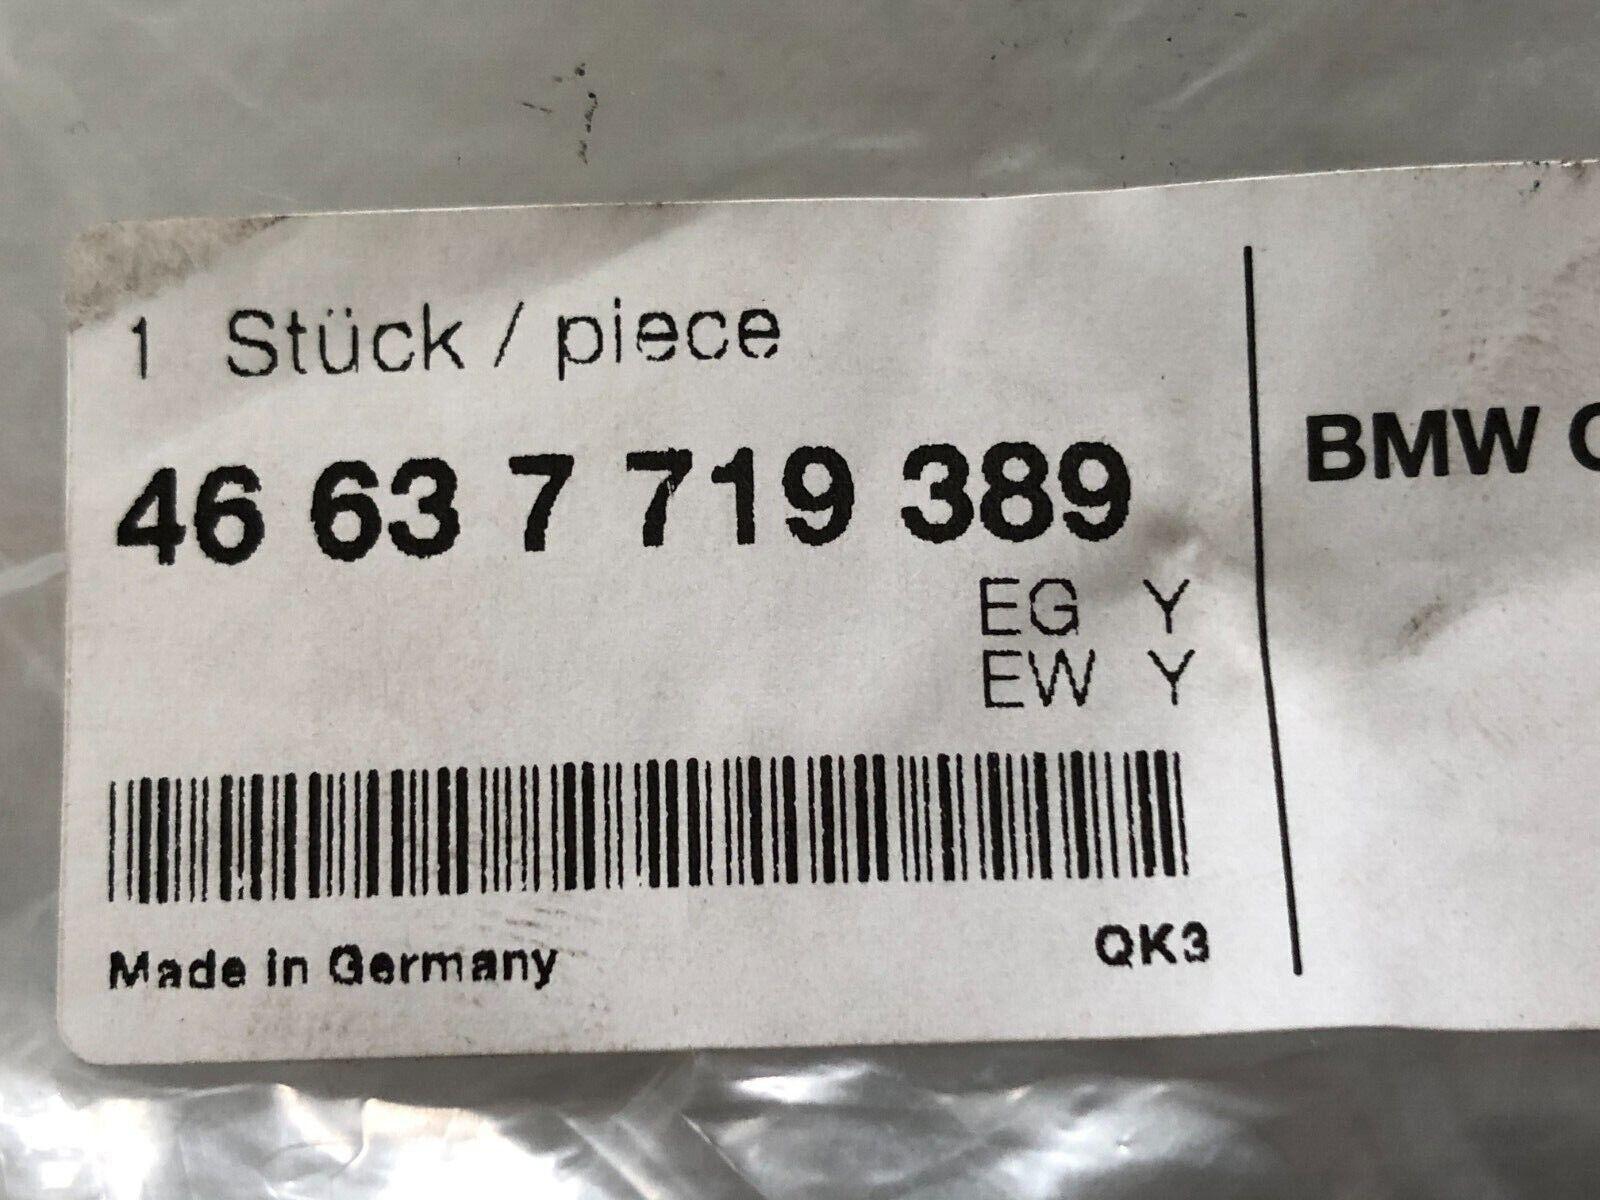 1 Stück / piece
46 63 7 719 389
EG Y
EW Y
Made in Germany
QK3
BMW